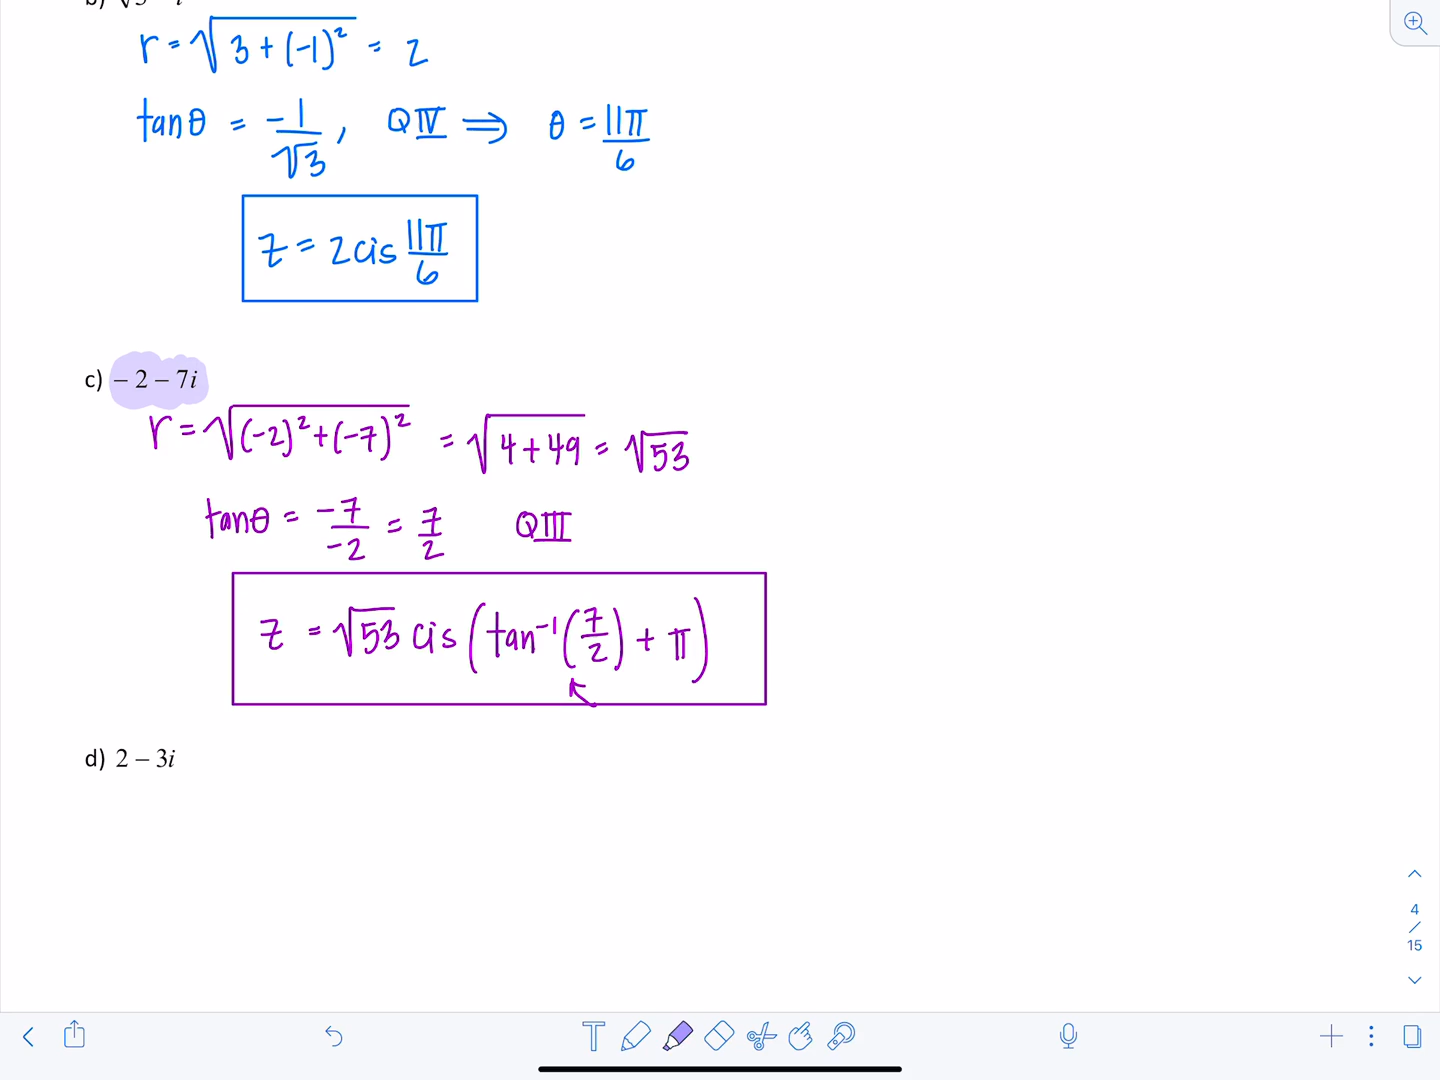 r = √(3 + (-1)²) = 2
tanθ = -1/√3, QIV ⟹ θ = 11π/6
z = 2cis 11π/6
c) – 2 – 7i
r = √((-2)² + (-7)²) = √(4 + 49) = √53
tanθ = -7/-2 = 7/2 QIII
z = √53 cis (tan⁻¹(7/2) + π)
d) 2 – 3i
4
/
15
T